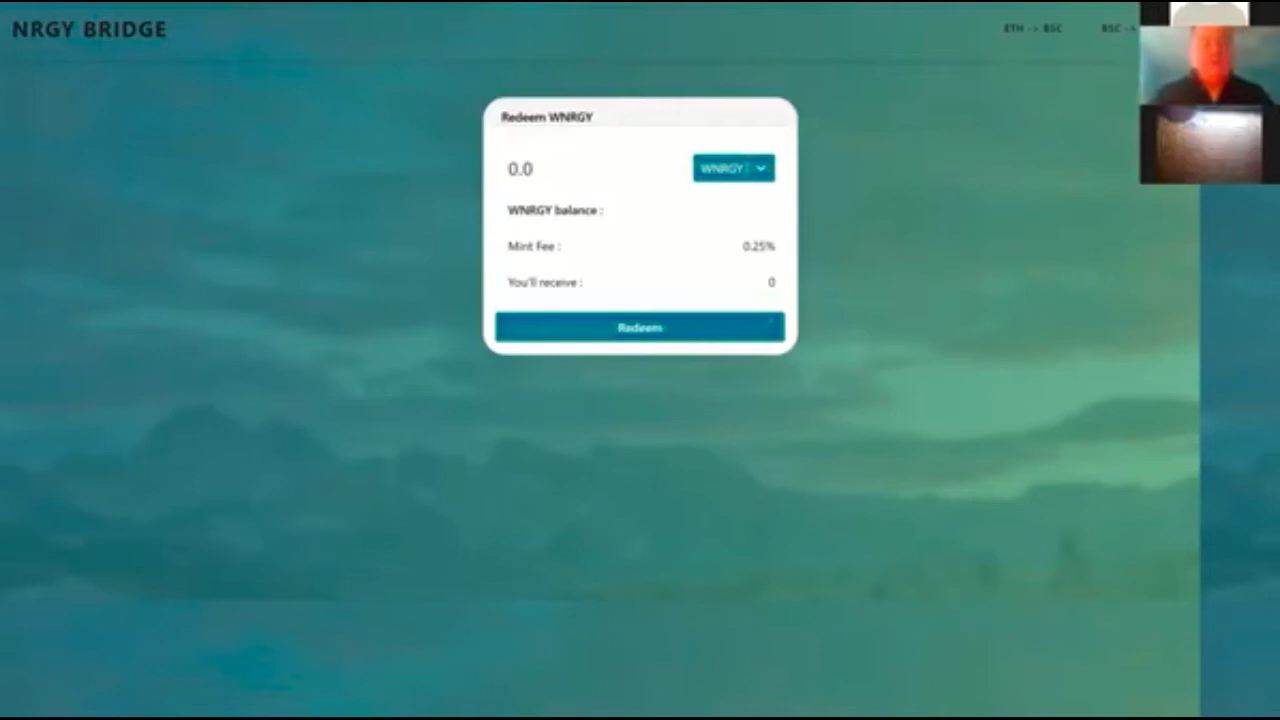 NRGY BRIDGE
ETH -> BSC
BSC ->
Redeem WNRGY
0.0
WNRGY
WNRGY balance :
Mint Fee :
0.25%
You'll receive :
0
Redeem